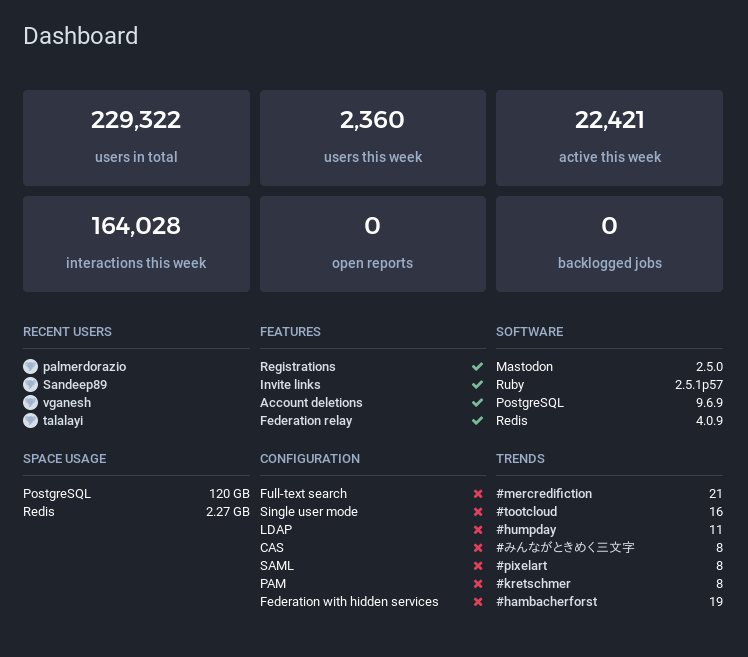 Dashboard
229,322
users in total
2,360
users this week
22,421
active this week
164,028
interactions this week
0
open reports
0
backlogged jobs
RECENT USERS
palmerdorazio
Sandeep89
vganesh
talalayi
FEATURES
Registrations
Invite links
Account deletions
Federation relay
SOFTWARE
Mastodon 2.5.0
Ruby 2.5.1p57
PostgreSQL 9.6.9
Redis 4.0.9
SPACE USAGE
PostgreSQL 120 GB
Redis 2.27 GB
CONFIGURATION
Full-text search
Single user mode
LDAP
CAS
SAML
PAM
Federation with hidden services
TRENDS
#mercredifiction 21
#tootcloud 16
#humpday 11
#みんながときめく三文字 8
#pixelart 8
#kretschmer 8
#hambacherforst 19